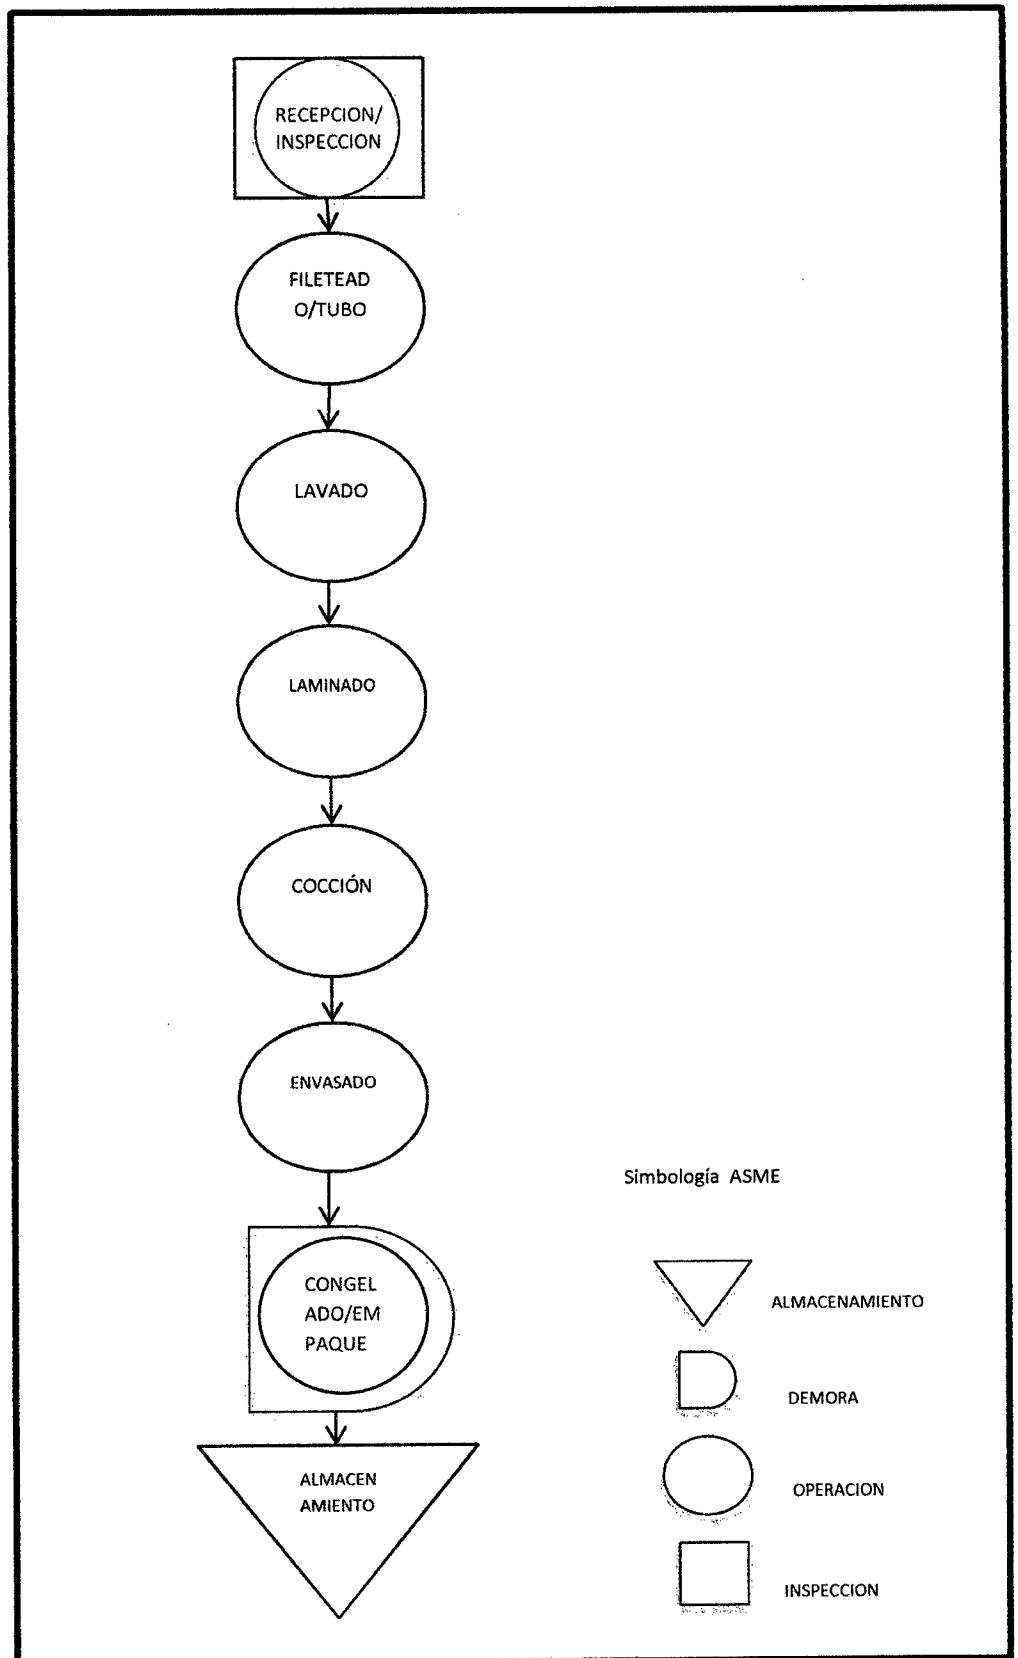 RECEPCION/
INSPECCION
FILETEAD
O/TUBO
LAVADO
LAMINADO
COCCIÓN
ENVASADO
CONGEL
ADO/EM
PAQUE
ALMACEN
AMIENTO
Simbología ASME
ALMACENAMIENTO
DEMORA
OPERACION
INSPECCION